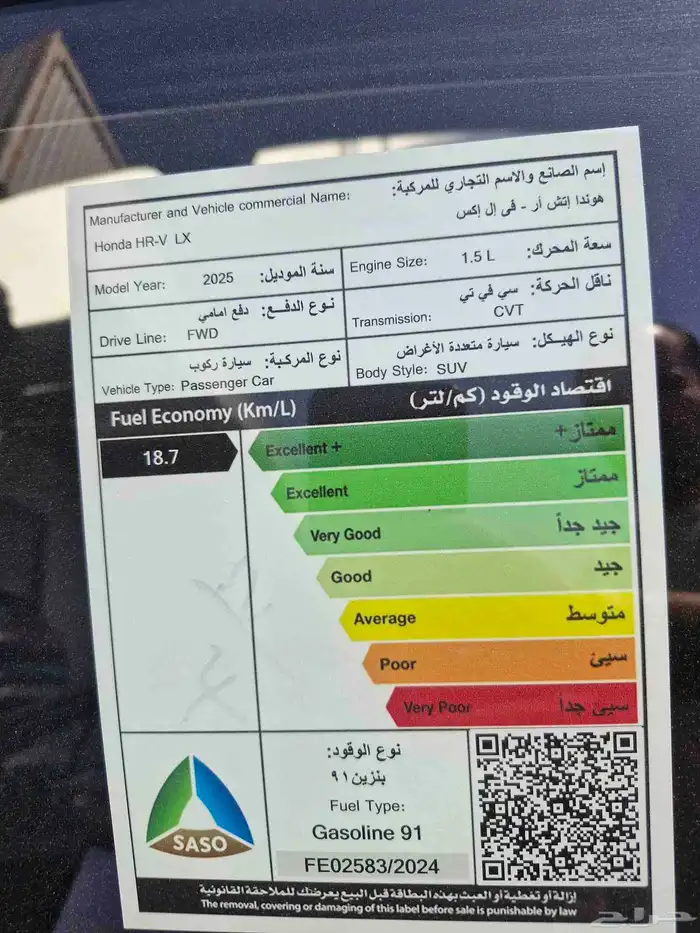 إسم الصانع والاسم التجاري للمركبة:
Manufacturer and Vehicle commercial Name:
هوندا إتش أر - في إل إكس
Honda HR-V LX
Model Year: 2025 سنة الموديل:
Engine Size: 1.5 L سعة المحرك:
نوع الدفع: دفع امامي
Drive Line: FWD
ناقل الحركة: سي في تي
Transmission: CVT
نوع المركبة: سيارة ركوب
Vehicle Type: Passenger Car
نوع الهيكل: سيارة متعددة الأغراض
Body Style: SUV
Fuel Economy (Km/L) اقتصاد الوقود (كم/لتر)
18.7
Excellent + ممتاز +
Excellent ممتاز
Very Good جيد جداً
Good جيد
Average متوسط
Poor سيئ
Very Poor سيئ جداً
SASO
نوع الوقود:
بنزين ٩١
Fuel Type:
Gasoline 91
FE02583/2024
إزالة أو تغطية أو العبث بهذه البطاقة قبل البيع يعرضك للملاحقة القانونية
The removal, covering or damaging of this label before sale is punishable by law
حراج